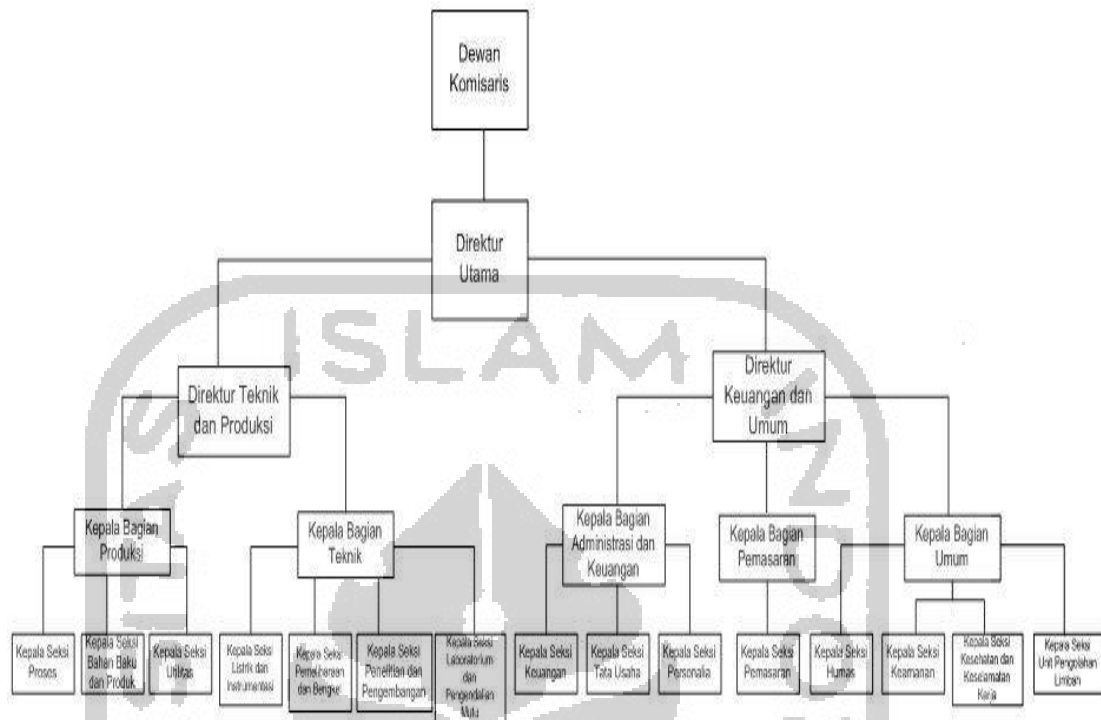 Dewan
Komisaris
Direktur
Utama
ISLAM
Direktur Teknik
dan Produksi
Direktur
Keuangan dan
Umum
Kepala Bagian
Produksi
Kepala Bagian
Teknik
Kepala Bagian
Administrasi dan
Keuangan
Kepala Bagian
Pemasaran
Kepala Bagian
Umum
Kepala Seksi
Proses
Kepala Seksi
Bahan Baku
dan Produk
Kepala Seksi
Utilitas
Kepala Seksi
Listrik dan
Instrumentasi
Kepala Seksi
Pemeliharaan
dan Bengkel
Kepala Seksi
Penelitian dan
Pengembangan
Kepala Seksi
Laboratorium
dan
Pengendalian
Mutu
Kepala Seksi
Keuangan
Kepala Seksi
Tata Usaha
Kepala Seksi
Personalia
Kepala Seksi
Pemasaran
Kepala Seksi
Humas
Kepala Seksi
Keamanan
Kepala Seksi
Kesehatan dan
Keselamatan
Kerja
Kepala Seksi
Unit Pengolahan
Limbah